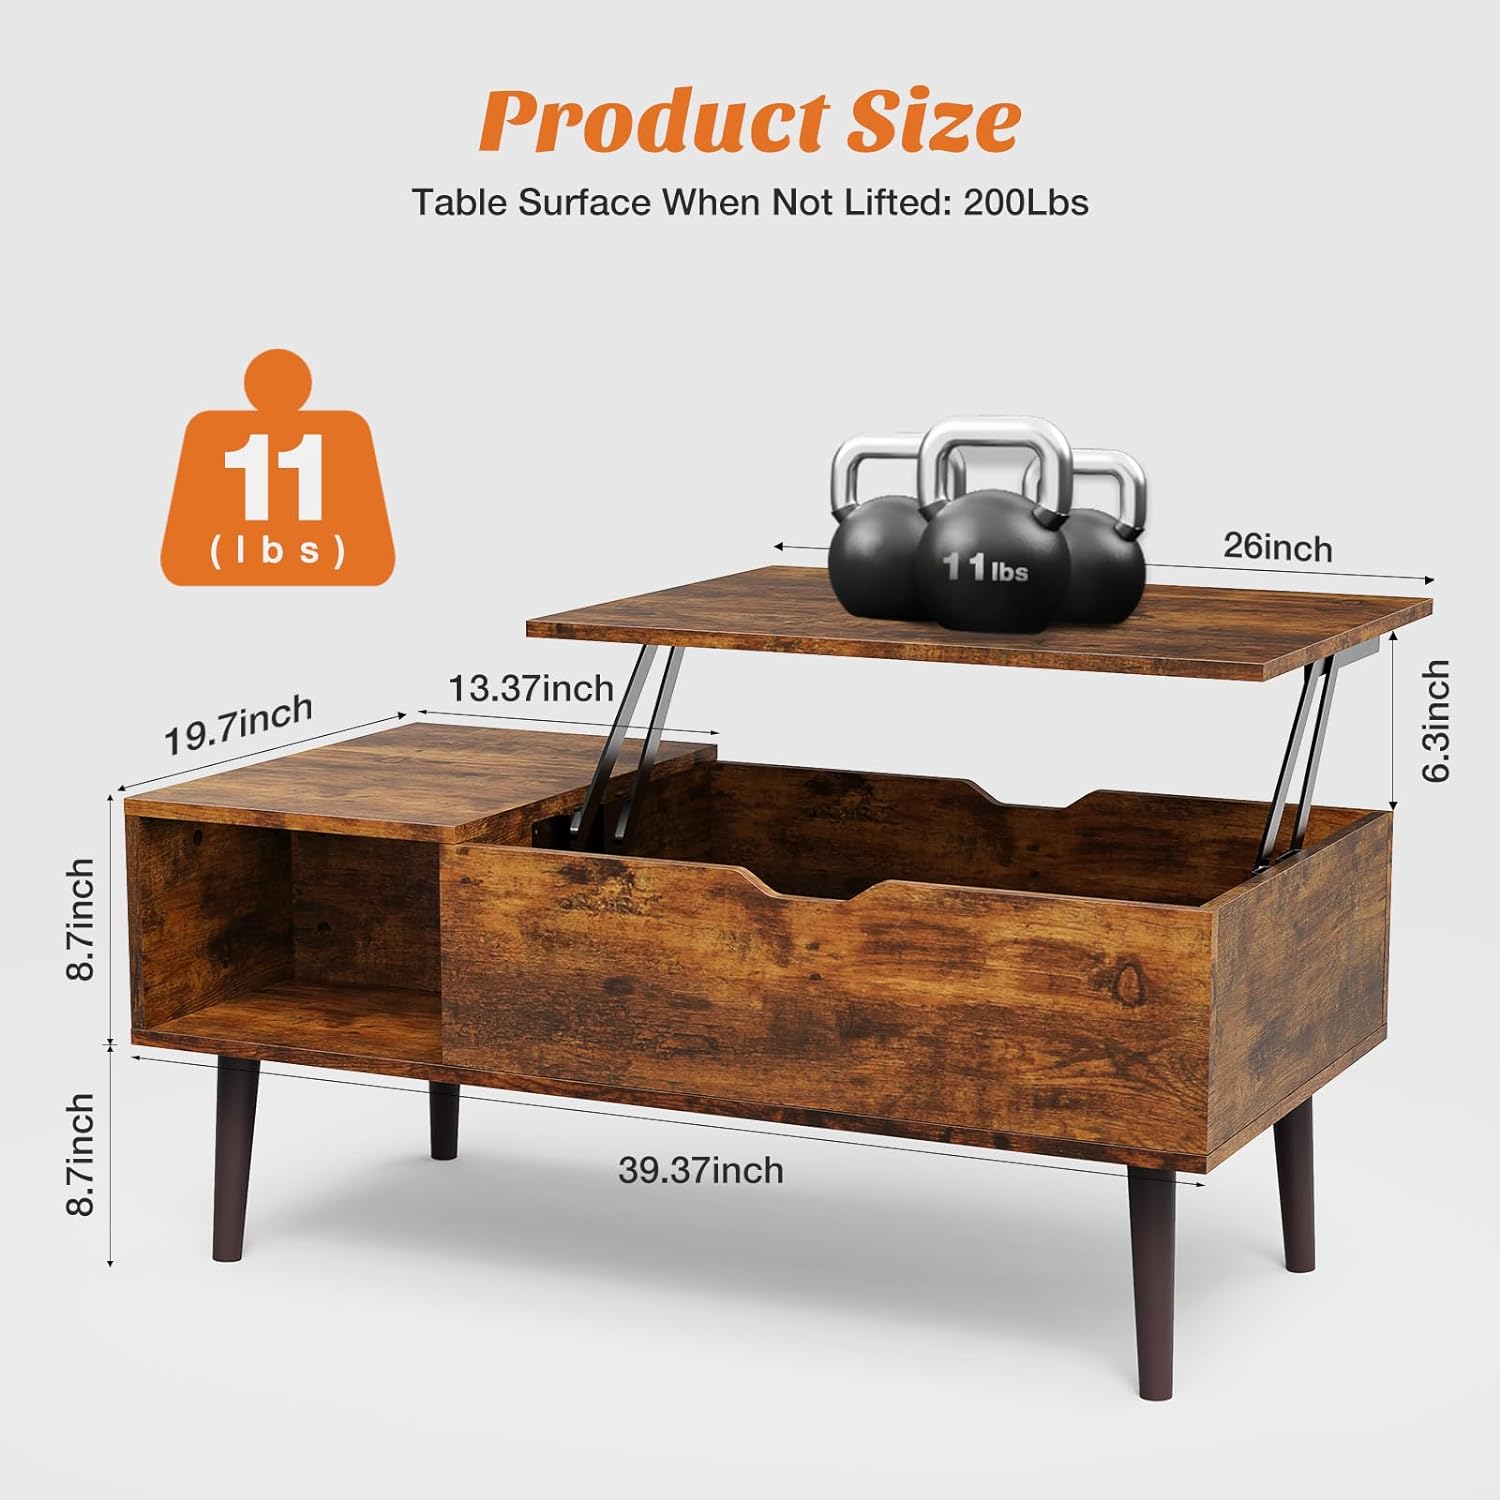 Product Size
Table Surface When Not Lifted: 200Lbs
11
(lbs)
11lbs
26inch
13.37inch
19.7inch
6.3inch
8.7inch
8.7inch
39.37inch